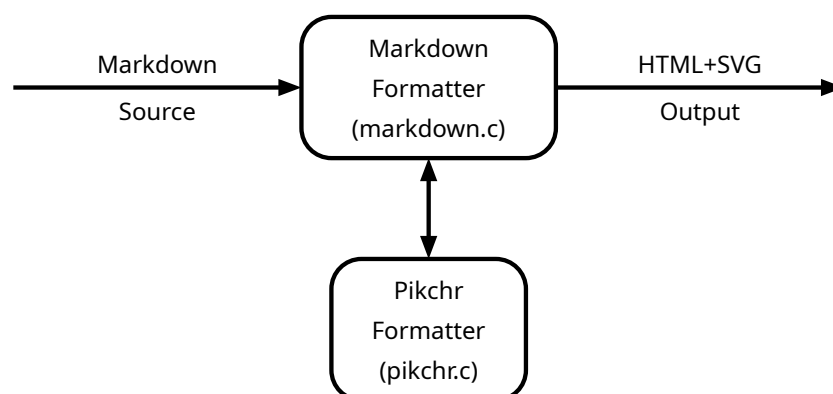 Markdown
Source
Markdown
Formatter
(markdown.c)
HTML+SVG
Output
Pikchr
Formatter
(pikchr.c)